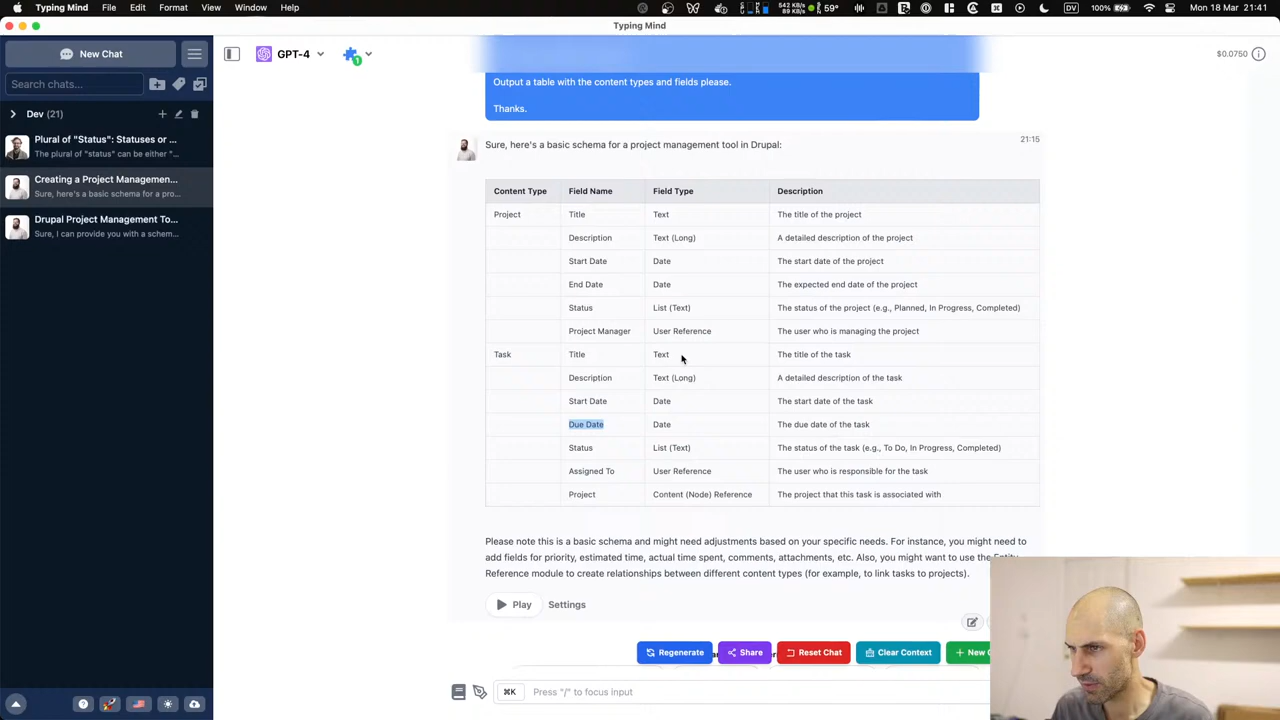 Edit
View
Window
Help
542 KB/s
DV
100%
Mon 18 Mar 21:41
Typing Mind
New Chat
GPT-4
1
$0.0750
Search chats...
Dev (21)
Plural of "Status": Statuses or ...
The plural of "status" can be either "...
Creating a Project Managemen...
Sure, here's a basic schema for a pro...
Drupal Project Management To...
Sure, I can provide you with a schem...
Output a table with the content types and fields please.
Thanks.
21:15
Sure, here's a basic schema for a project management tool in Drupal:
Content Type Field Name Field Type Description
Project Title Text The title of the project
Description Text (Long) A detailed description of the project
Start Date Date The start date of the project
End Date Date The expected end date of the project
Status List (Text) The status of the project (e.g., Planned, In Progress, Completed)
Project Manager User Reference The user who is managing the project
Task Title Text The title of the task
Description Text (Long) A detailed description of the task
Start Date Date The start date of the task
Due Date Date The due date of the task
Status List (Text) The status of the task (e.g., To Do, In Progress, Completed)
Assigned To User Reference The user who is responsible for the task
Project Content (Node) Reference The project that this task is associated with
Please note this is a basic schema and might need adjustments based on your specific needs. For instance, you might need to
add fields for priority, estimated time, actual time spent, comments, attachments, etc. Also, you might want to use the Entity
Reference module to create relationships between different content types (for example, to link tasks to projects).
Play Settings
Regenerate Share Reset Chat Clear Context New
⌘K Press "/" to focus input